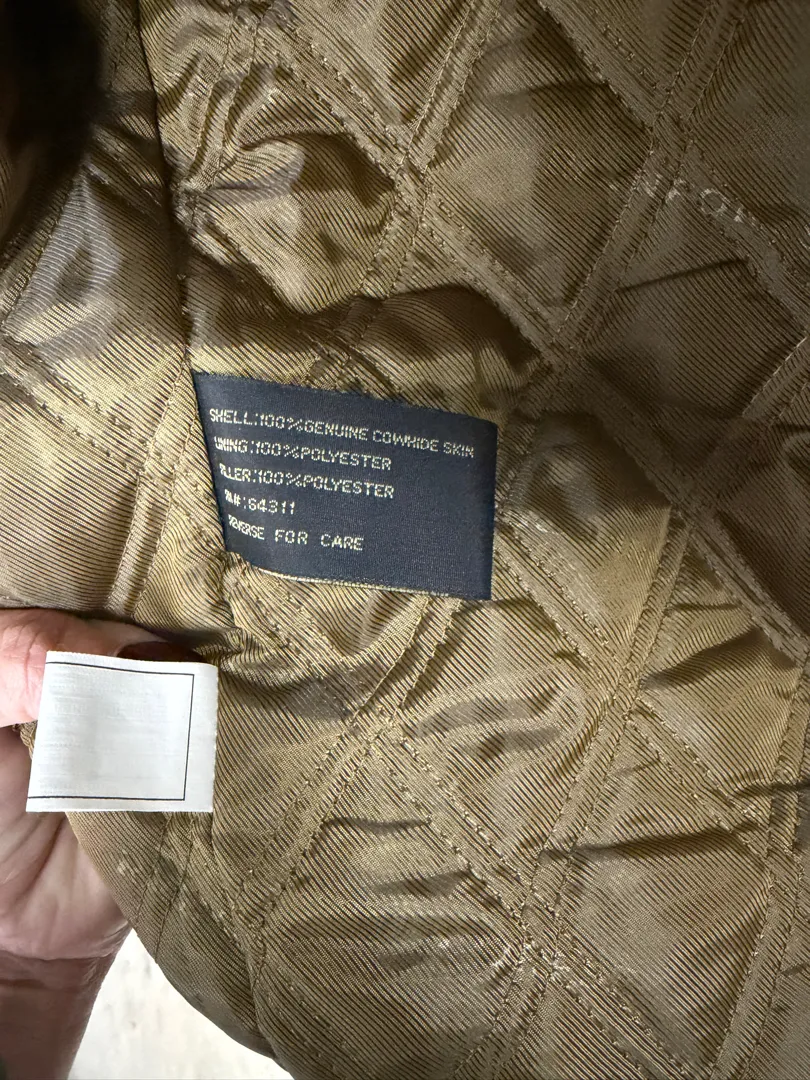 SHELL:100%GENUINE COWHIDE SKIN
LINING:100%POLYESTER
FILLER:100%POLYESTER
RN#:64311
REVERSE FOR CARE